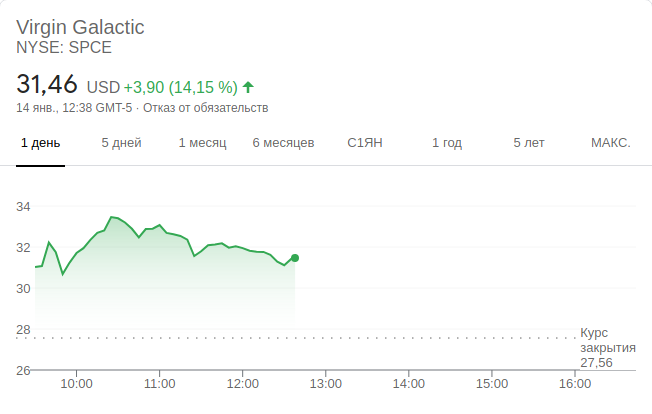 Virgin Galactic
NYSE: SPCE
31,46 USD +3,90 (14,15 %)
14 янв., 12:38 GMT-5 · Отказ от обязательств
1 день 5 дней 1 месяц 6 месяцев С1ЯН 1 год 5 лет МАКС.
34
32
30
28
Курс
закрытия
27,56
26
10:00 11:00 12:00 13:00 14:00 15:00 16:00